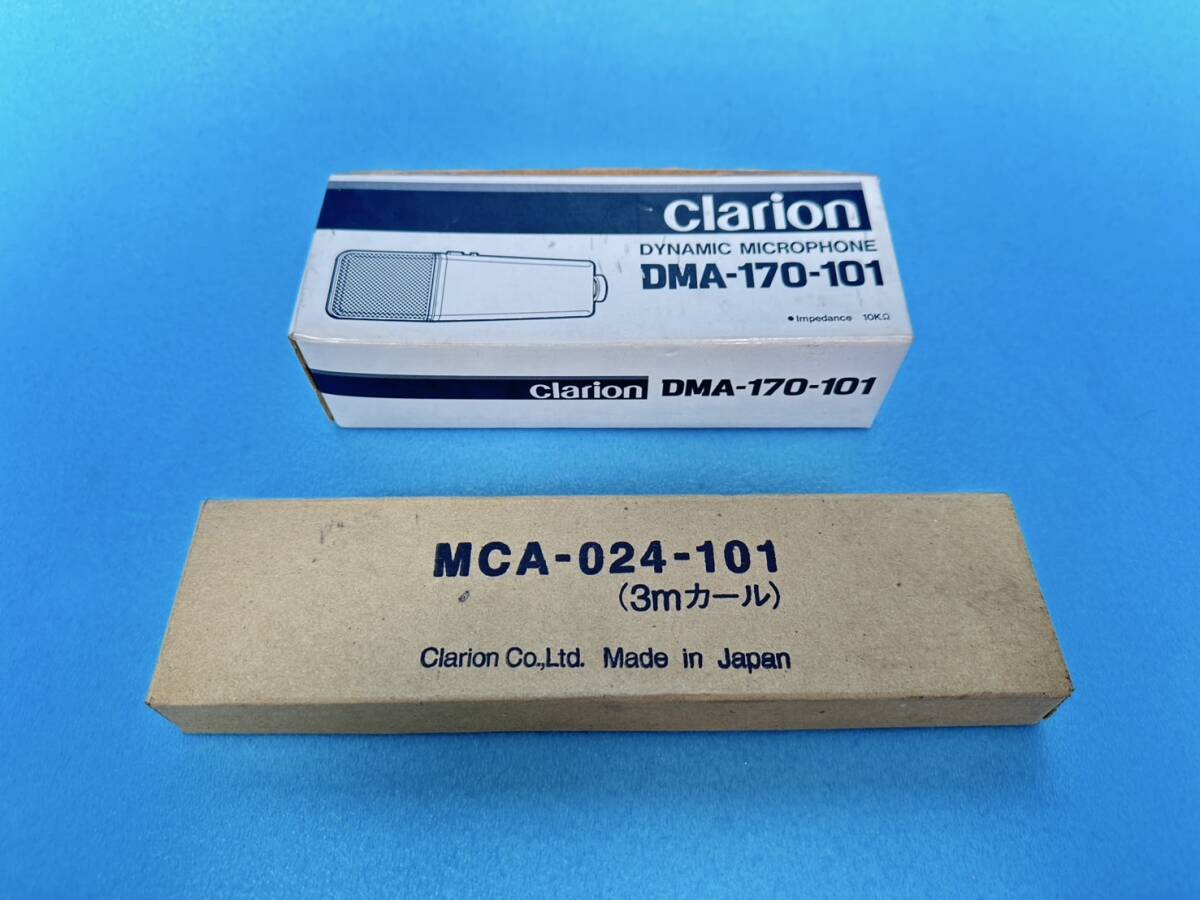 clarion
DYNAMIC MICROPHONE
DMA-170-101
● Impedance 10KΩ
clarion DMA-170-101
MCA-024-101
(3mカール)
Clarion Co.,Ltd. Made in Japan